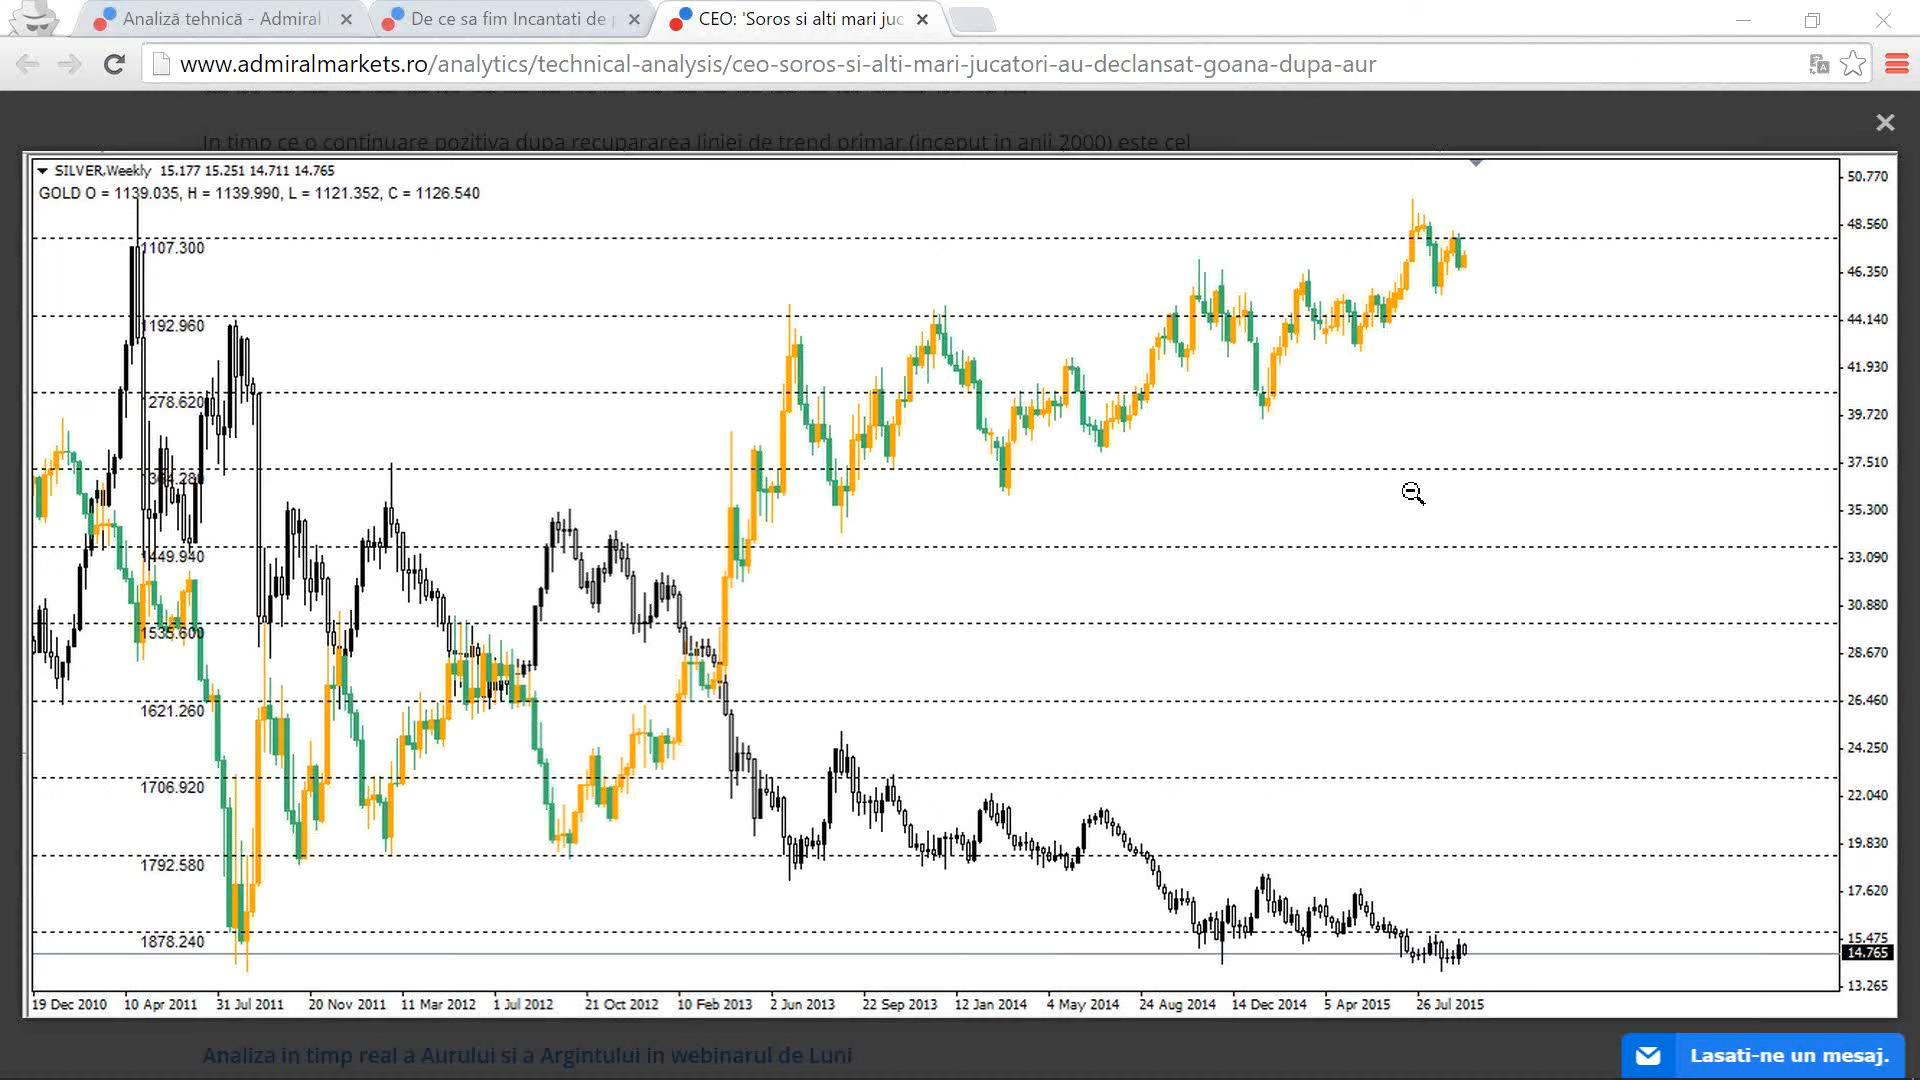 Analiză tehnică - Admiral
De ce sa fim Incantati de
CEO: 'Soros si alti mari juc
www.admiralmarkets.ro/analytics/technical-analysis/ceo-soros-si-alti-mari-jucatori-au-declansat-goana-dupa-aur
In timp ce o continuare pozitiva dupa recupararea liniei de trend primar (inceput in anii 2000) este cel
SILVER,Weekly 15.177 15.251 14.711 14.765
GOLD O = 1139.035, H = 1139.990, L = 1121.352, C = 1126.540
1107.300
1192.960
278.620
1364.280
1449.940
1535.600
1621.260
1706.920
1792.580
1878.240
50.770
48.560
46.350
44.140
41.930
39.720
37.510
35.300
33.090
30.880
28.670
26.460
24.250
22.040
19.830
17.620
15.475
14.765
13.265
19 Dec 2010 10 Apr 2011 31 Jul 2011 20 Nov 2011 11 Mar 2012 1 Jul 2012 21 Oct 2012 10 Feb 2013 2 Jun 2013 22 Sep 2013 12 Jan 2014 4 May 2014 24 Aug 2014 14 Dec 2014 5 Apr 2015 26 Jul 2015
Analiza in timp real a Aurului si a Argintului in webinarul de Luni
Lasati-ne un mesaj.